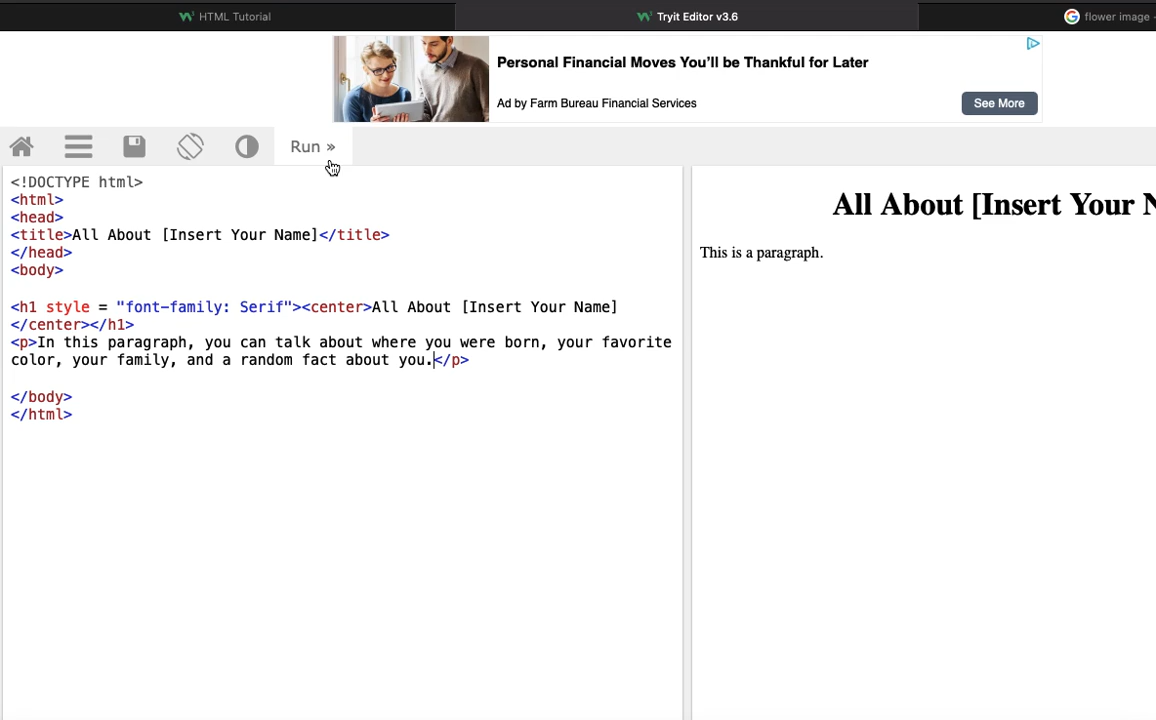 HTML Tutorial
Tryit Editor v3.6
flower image -
Personal Financial Moves You'll be Thankful for Later
Ad by Farm Bureau Financial Services
See More
Run »
<!DOCTYPE html>
<html>
<head>
<title>All About [Insert Your Name]</title>
</head>
<body>
<h1 style = "font-family: Serif"><center>All About [Insert Your Name]
</center></h1>
<p>In this paragraph, you can talk about where you were born, your favorite
color, your family, and a random fact about you.</p>
</body>
</html>
All About [Insert Your N
This is a paragraph.